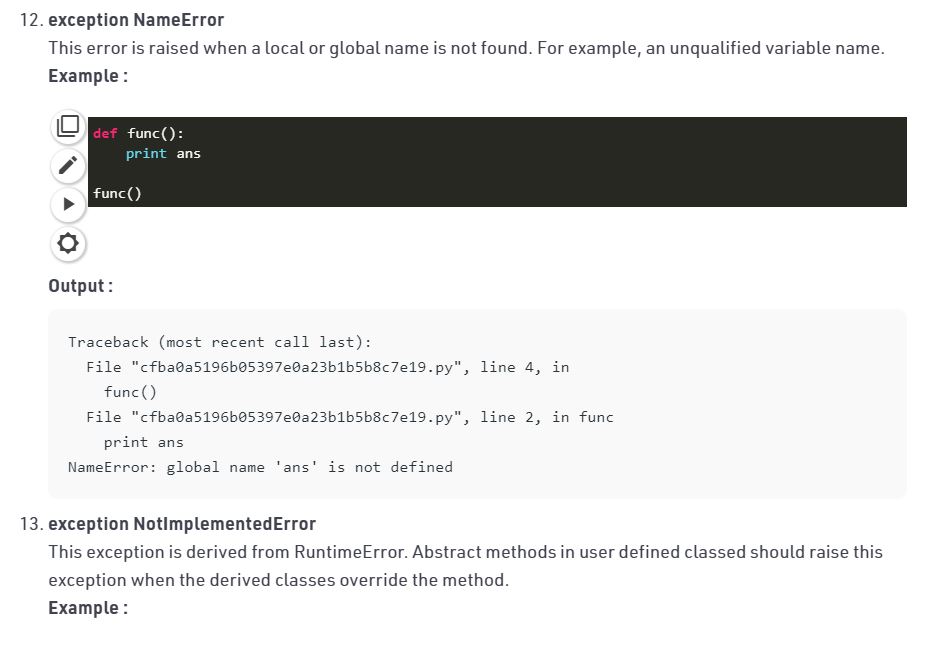 12. exception NameError
This error is raised when a local or global name is not found. For example, an unqualified variable name.
Example :
def func():
    print ans
func()
Output :
Traceback (most recent call last):
  File "cfba0a5196b05397e0a23b1b5b8c7e19.py", line 4, in
    func()
  File "cfba0a5196b05397e0a23b1b5b8c7e19.py", line 2, in func
    print ans
NameError: global name 'ans' is not defined
13. exception NotImplementedError
This exception is derived from RuntimeError. Abstract methods in user defined classed should raise this
exception when the derived classes override the method.
Example :